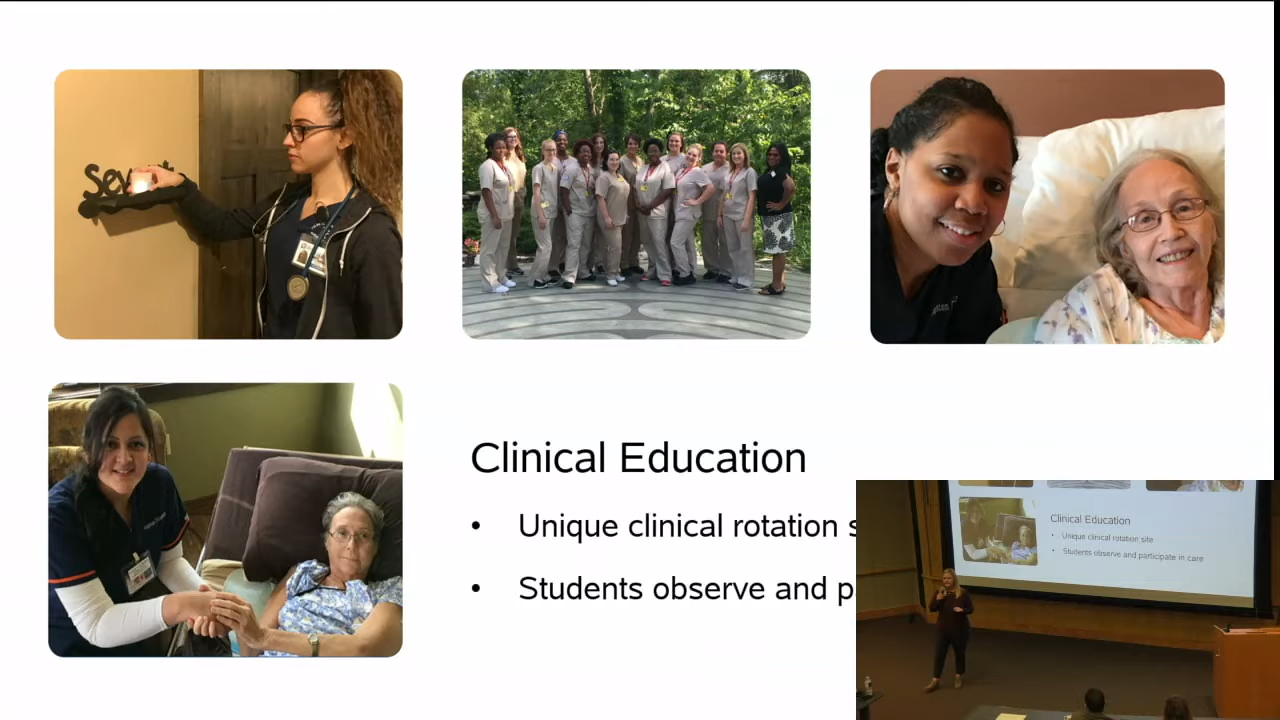 Clinical Education
• Unique clinical rotation s
• Students observe and p
Clinical Education
• Unique clinical rotation site
• Students observe and participate in care